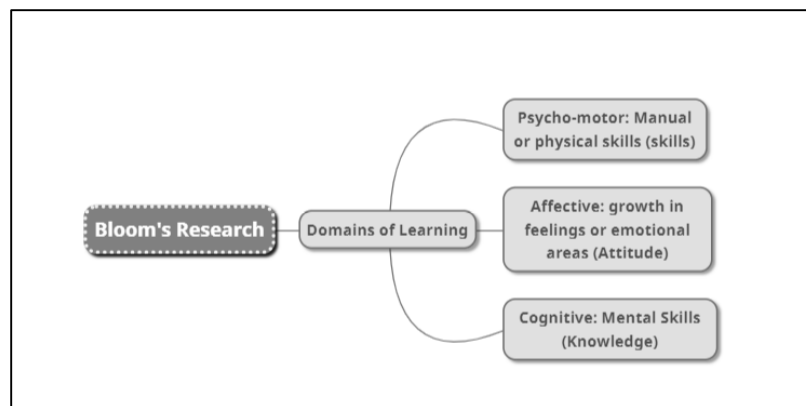 Psycho-motor: Manual
or physical skills (skills)
Bloom's Research
Domains of Learning
Affective: growth in
feelings or emotional
areas (Attitude)
Cognitive: Mental Skills
(Knowledge)